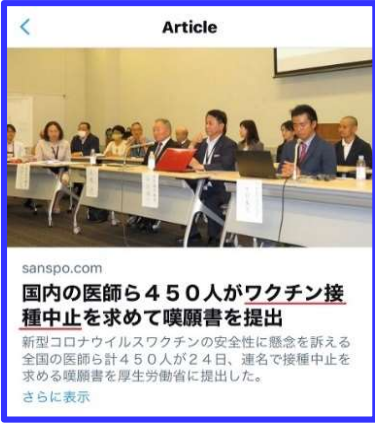 Article
sanspo.com
国内の医師ら４５０人がワクチン接
種中止を求めて嘆願書を提出
新型コロナウイルスワクチンの安全性に懸念を訴える
全国の医師ら計４５０人が２４日、連名で接種中止を
求める嘆願書を厚生労働省に提出した。
さらに表示